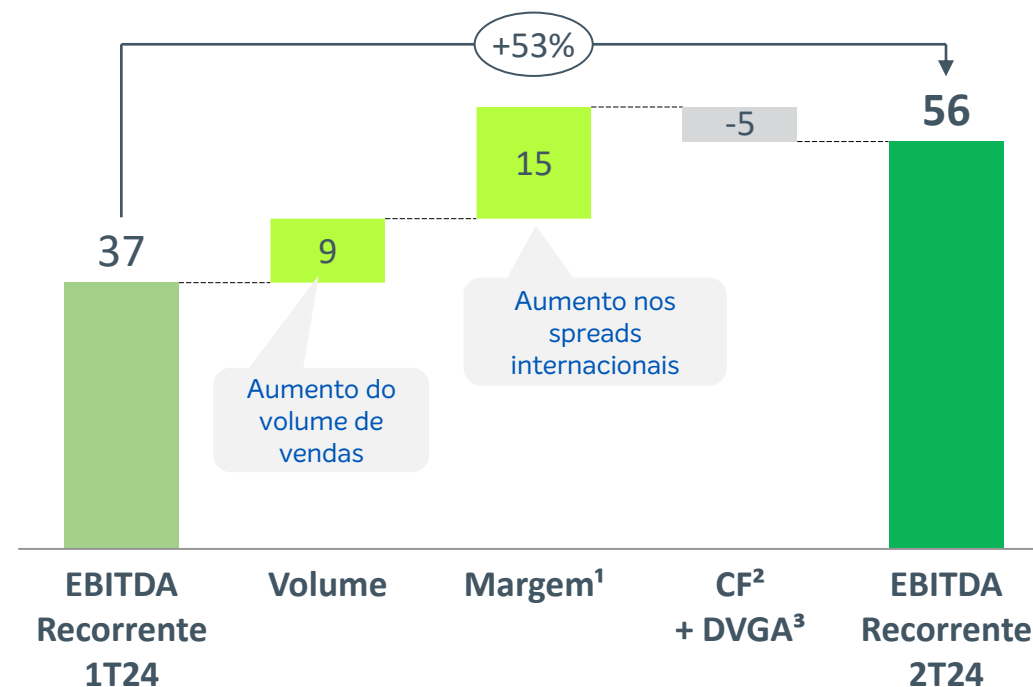 +53%
37
9
15
-5
56
Aumento do
volume de
vendas
Aumento nos
spreads
internacionais
EBITDA
Recorrente
1T24
Volume
Margem¹
CF²
+ DVGA³
EBITDA
Recorrente
2T24